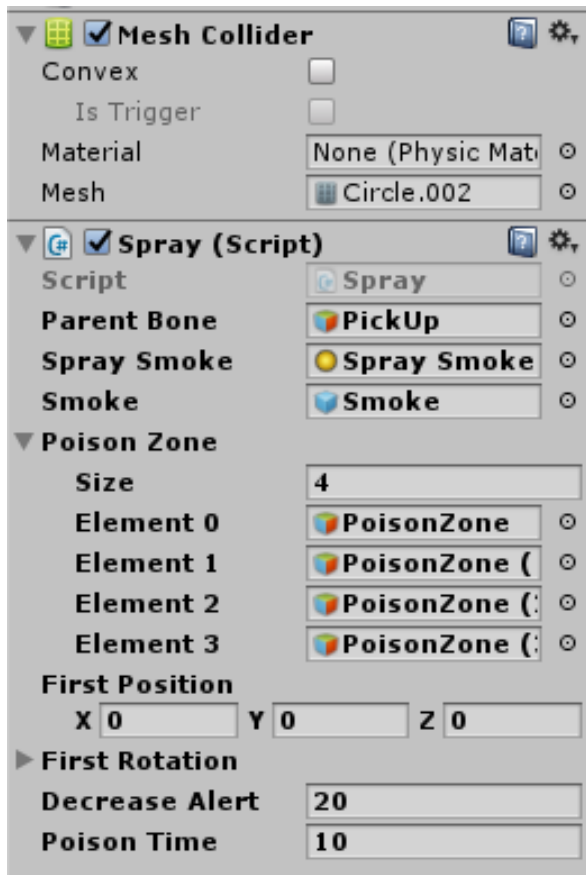 Mesh Collider
Convex
Is Trigger
Material None (Physic Mat
Mesh Circle.002
C# Spray (Script)
Script Spray
Parent Bone PickUp
Spray Smoke Spray Smoke
Smoke Smoke
Poison Zone
Size 4
Element 0 PoisonZone
Element 1 PoisonZone (
Element 2 PoisonZone (
Element 3 PoisonZone (
First Position
X 0 Y 0 Z 0
First Rotation
Decrease Alert 20
Poison Time 10